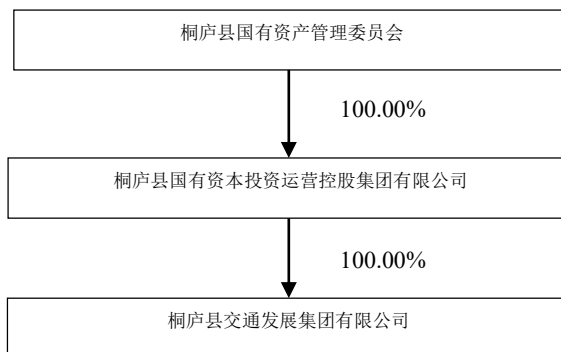 桐庐县国有资产管理委员会
100.00%
桐庐县国有资本投资运营控股集团有限公司
100.00%
桐庐县交通发展集团有限公司